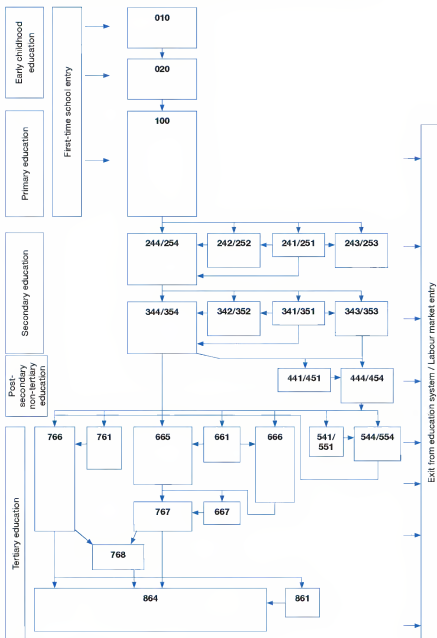 Early childhood
education
First-time school entry
Primary education
Secondary education
Post-
secondary
non-tertiary
education
Tertiary education
010
020
100
244/254
242/252
241/251
243/253
344/354
342/352
341/351
343/353
441/451
444/454
766
761
665
661
666
541/
551
544/554
767
667
768
864
861
Exit from education system / Labour market entry